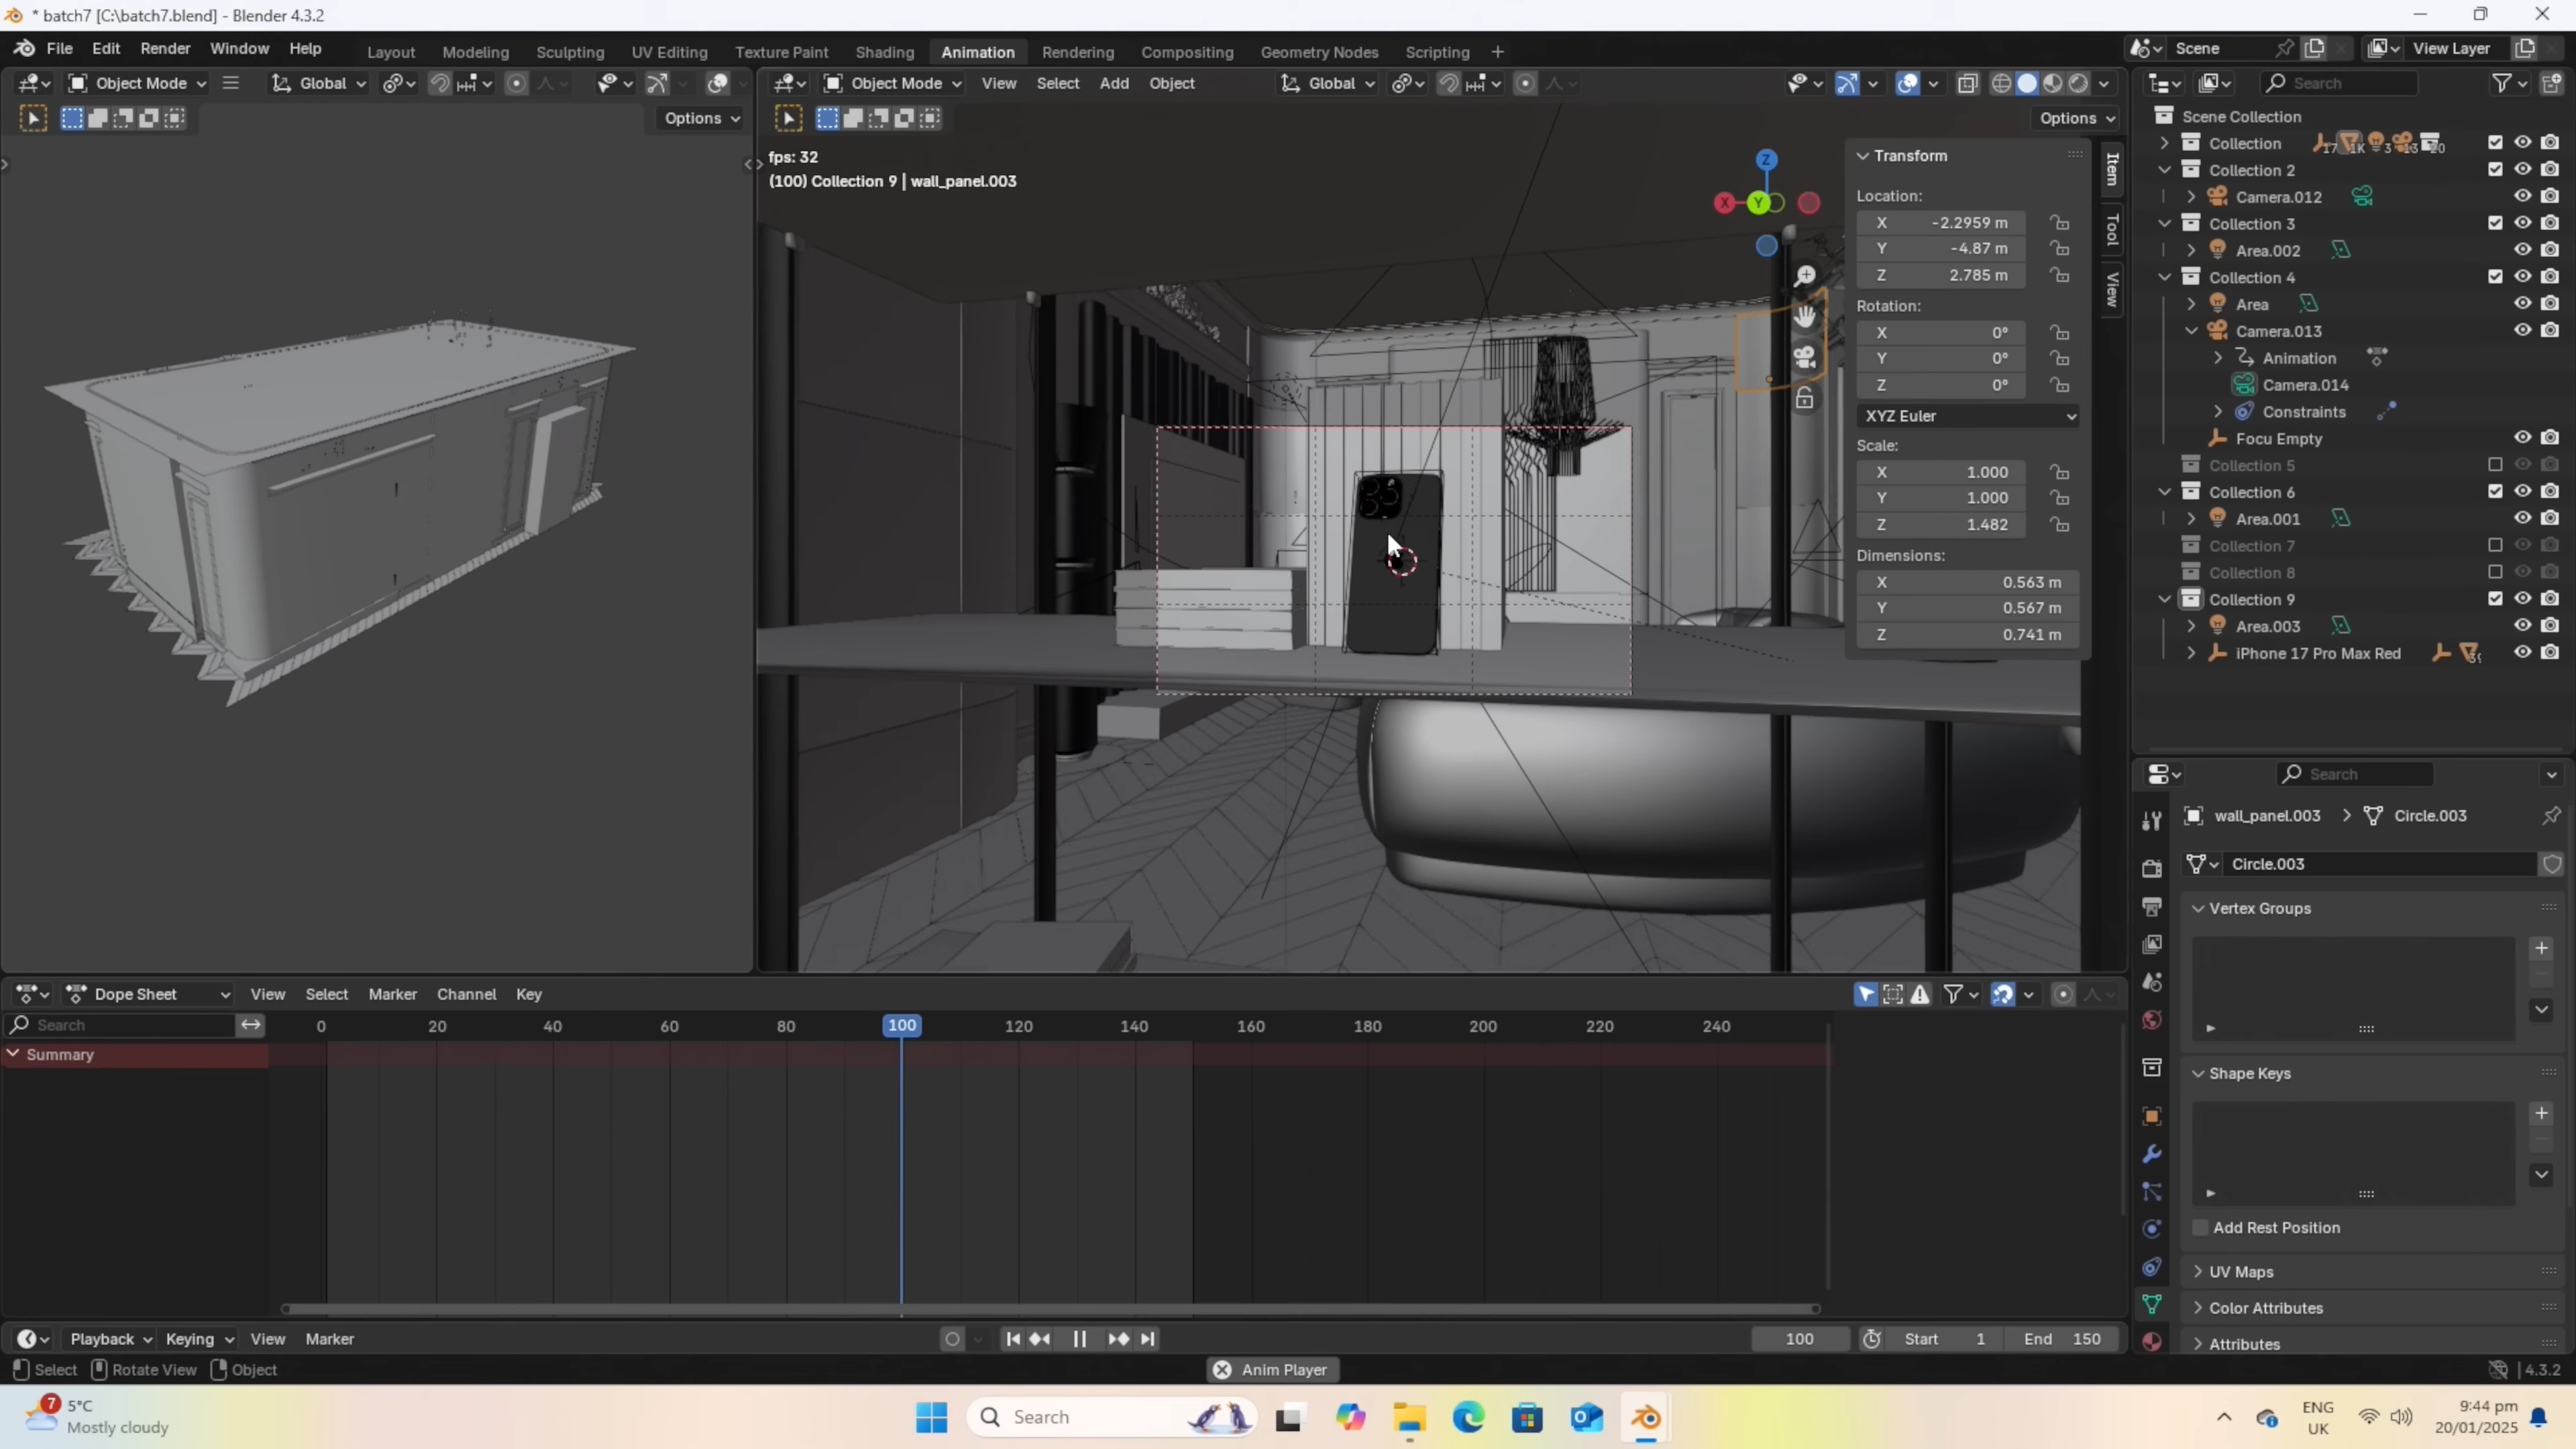 * batch7 [C:\batch7.blend] - Blender 4.3.2
File Edit Render Window Help
Layout Modeling Sculpting UV Editing Texture Paint Shading Animation Rendering Compositing Geometry Nodes Scripting +
Scene
View Layer
Object Mode
Global
Object Mode
View Select Add Object
Global
Search
Options
Options
fps: 32
(100) Collection 9 | wall_panel.003
Z
X
Y
Transform
Location:
X -2.2959 m
Y -4.87 m
Z 2.785 m
Rotation:
X 0°
Y 0°
Z 0°
XYZ Euler
Scale:
X 1.000
Y 1.000
Z 1.482
Dimensions:
X 0.563 m
Y 0.567 m
Z 0.741 m
Item
Tool
View
Scene Collection
Collection 17 1K 3 13 20
Collection 2
Camera.012
Collection 3
Area.002
Collection 4
Area
Camera.013
Animation
Camera.014
Constraints
Focu Empty
Collection 5
Collection 6
Area.001
Collection 7
Collection 8
Collection 9
Area.003
iPhone 17 Pro Max Red
Search
wall_panel.003 > Circle.003
Circle.003
Vertex Groups
Shape Keys
Add Rest Position
UV Maps
Color Attributes
Attributes
Dope Sheet View Select Marker Channel Key
Search
0 20 40 60 80 100 120 140 160 180 200 220 240
Summary
Playback Keying View Marker
100 Start 1 End 150
Select Rotate View Object
Anim Player
4.3.2
7
5°C
Mostly cloudy
Search
ENG
UK
9:44 pm
20/01/2025